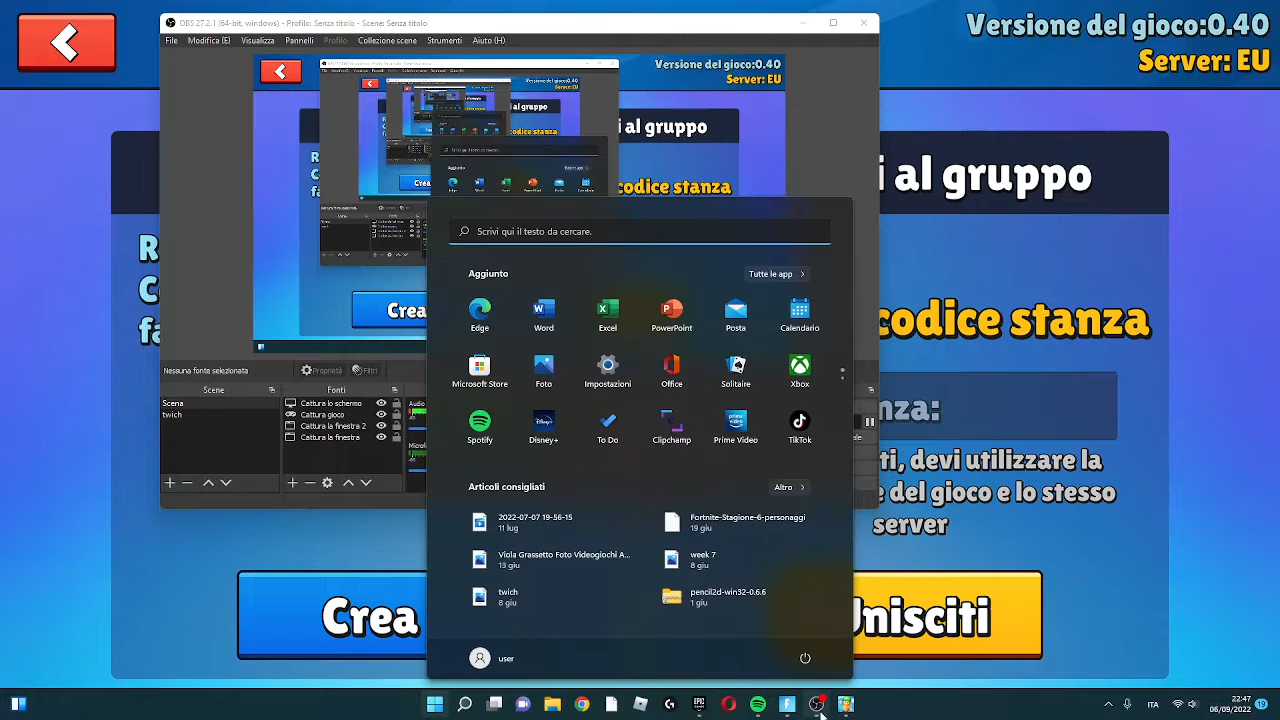 OBS 27.2.1 (64-bit, windows) - Profilo: Senza titolo - Scene: Senza titolo
File Modifica (E) Visualizza Pannelli Profilo Collezione scene Strumenti Aiuto (H)
Versione del gioco:0.40
Server: EU
Versione del gioco:0.40
Server: EU
i al gruppo
codice stanza
Crea
i al gruppo
codice stanza
nza:
ti, devi utilizzare la
e del gioco e lo stesso
server
Crea
Unisciti
Nessuna fonte selezionata
Proprietà
Filtri
Scene
Scena
twich
Fonti
Cattura lo schermo
Cattura gioco
Cattura la finestra 2
Cattura la finestra
Audio
Scrivi qui il testo da cercare.
Aggiunto
Tutte le app
Edge
Word
Excel
PowerPoint
Posta
Calendario
Microsoft Store
Foto
Impostazioni
Office
Solitaire
Xbox
Spotify
Disney+
To Do
Clipchamp
Prime Video
TikTok
Articoli consigliati
Altro
2022-07-07 19-56-15
11 lug
Fortnite-Stagione-6-personaggi
19 giu
Viola Grassetto Foto Videogiochi A...
13 giu
week 7
8 giu
twich
8 giu
pencil2d-win32-0.6.6
1 giu
user
ITA
22:47
06/09/2022